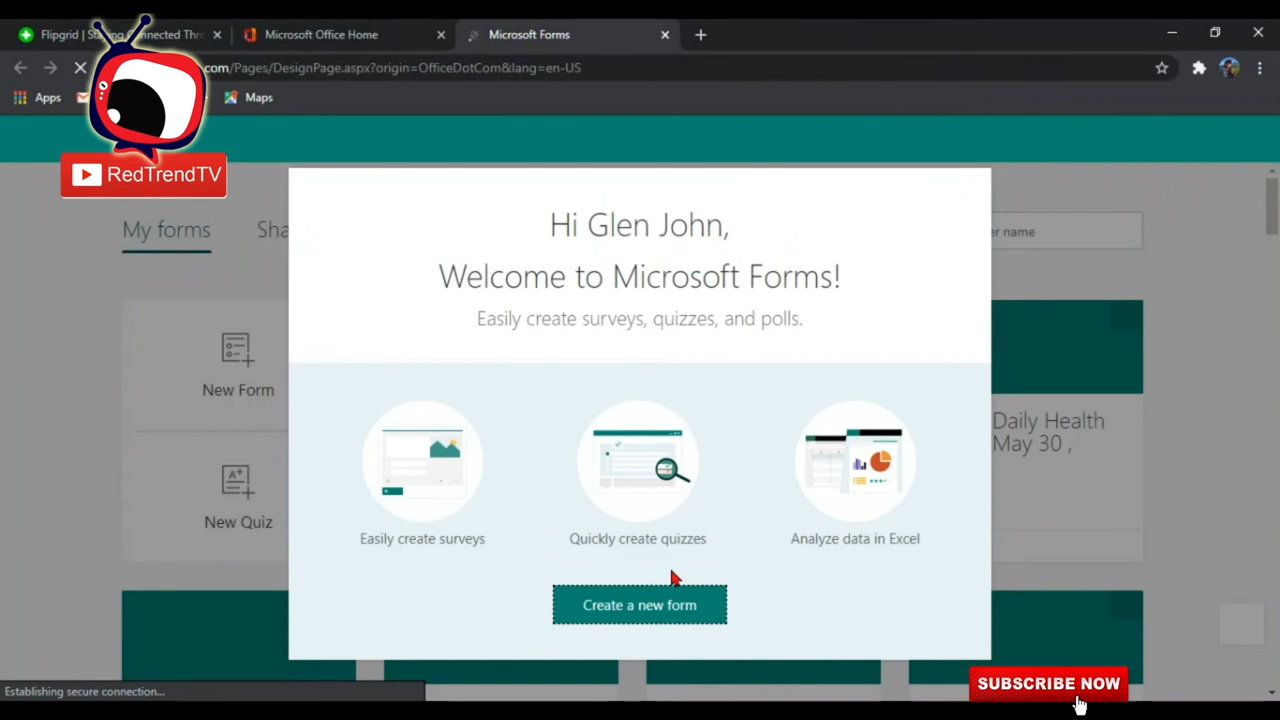 Flipgrid | S
nnected Thr
Microsoft Office Home
Microsoft Forms
com/Pages/DesignPage.aspx?origin=OfficeDotCom&lang=en-US
Apps
Maps
RedTrendTV
My forms
Sha
er name
Hi Glen John,
Welcome to Microsoft Forms!
Easily create surveys, quizzes, and polls.
New Form
New Quiz
Daily Health
May 30 ,
Easily create surveys
Quickly create quizzes
Analyze data in Excel
Create a new form
Establishing secure connection...
SUBSCRIBE NOW